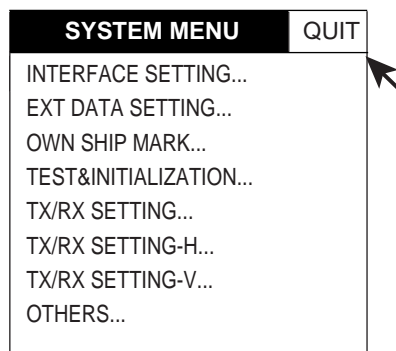 SYSTEM MENU QUIT
INTERFACE SETTING...
EXT DATA SETTING...
OWN SHIP MARK...
TEST&INITIALIZATION...
TX/RX SETTING...
TX/RX SETTING-H...
TX/RX SETTING-V...
OTHERS...